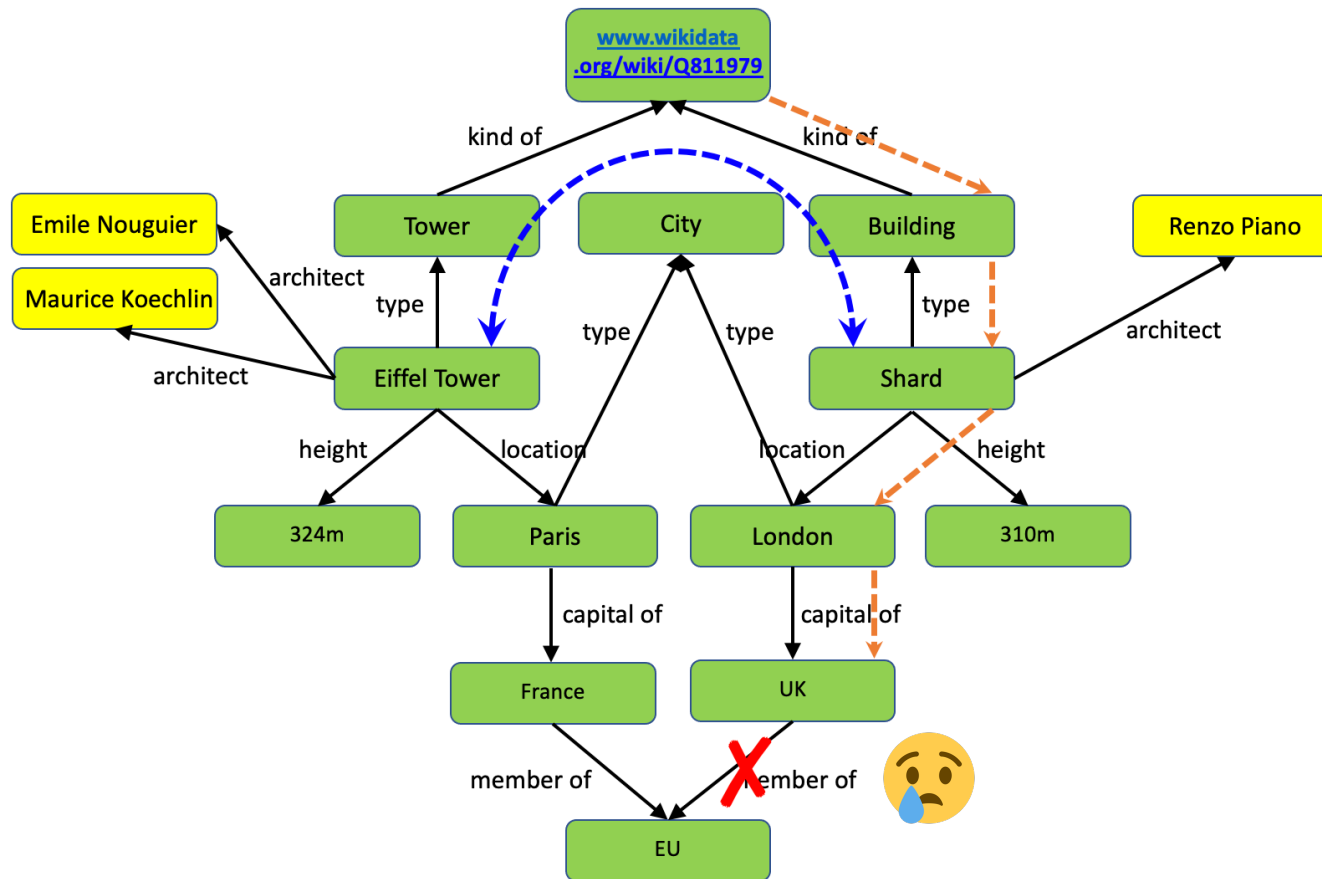 www.wikidata
.org/wiki/Q811979
kind of
kind of
Emile Nouguier
Tower
City
Building
Renzo Piano
architect
Maurice Koechlin
type
type
type
type
architect
architect
Eiffel Tower
Shard
height
location
location
height
324m
Paris
London
310m
capital of
capital of
France
UK
member of
member of
EU